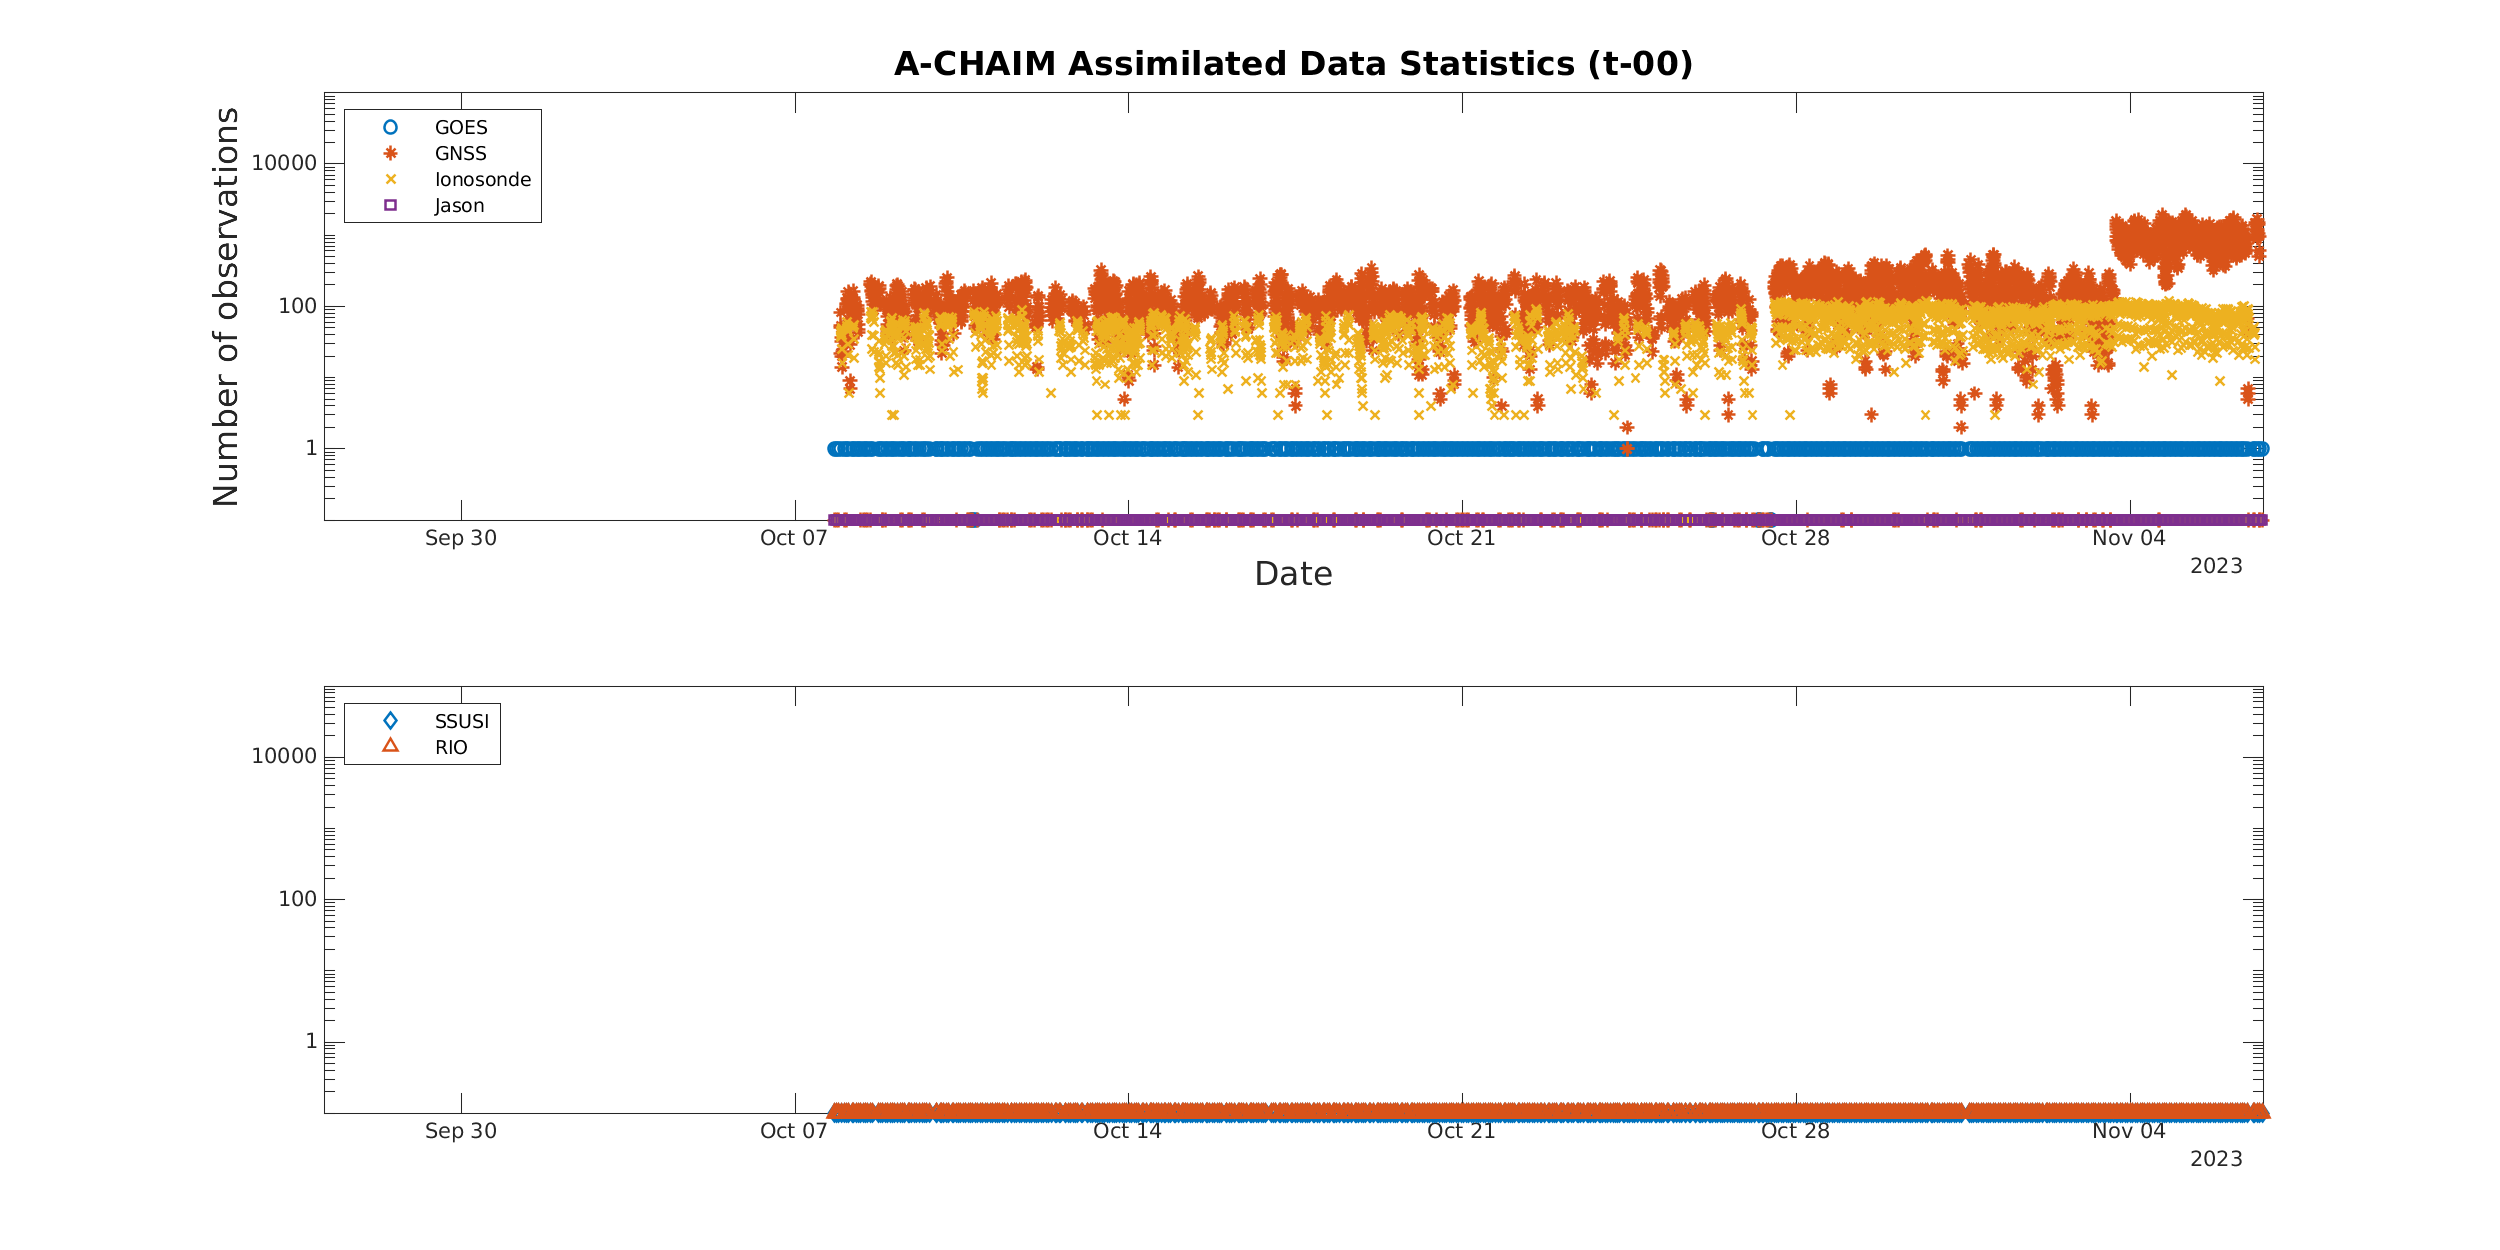 A-CHAIM Assimilated Data Statistics (t-00)
Number of observations
GOES
GNSS
Ionosonde
Jason
10000
100
1
Sep 30 Oct 07 Oct 14 Oct 21 Oct 28 Nov 04
2023
Date
SSUSI
RIO
10000
100
1
Sep 30 Oct 07 Oct 14 Oct 21 Oct 28 Nov 04
2023